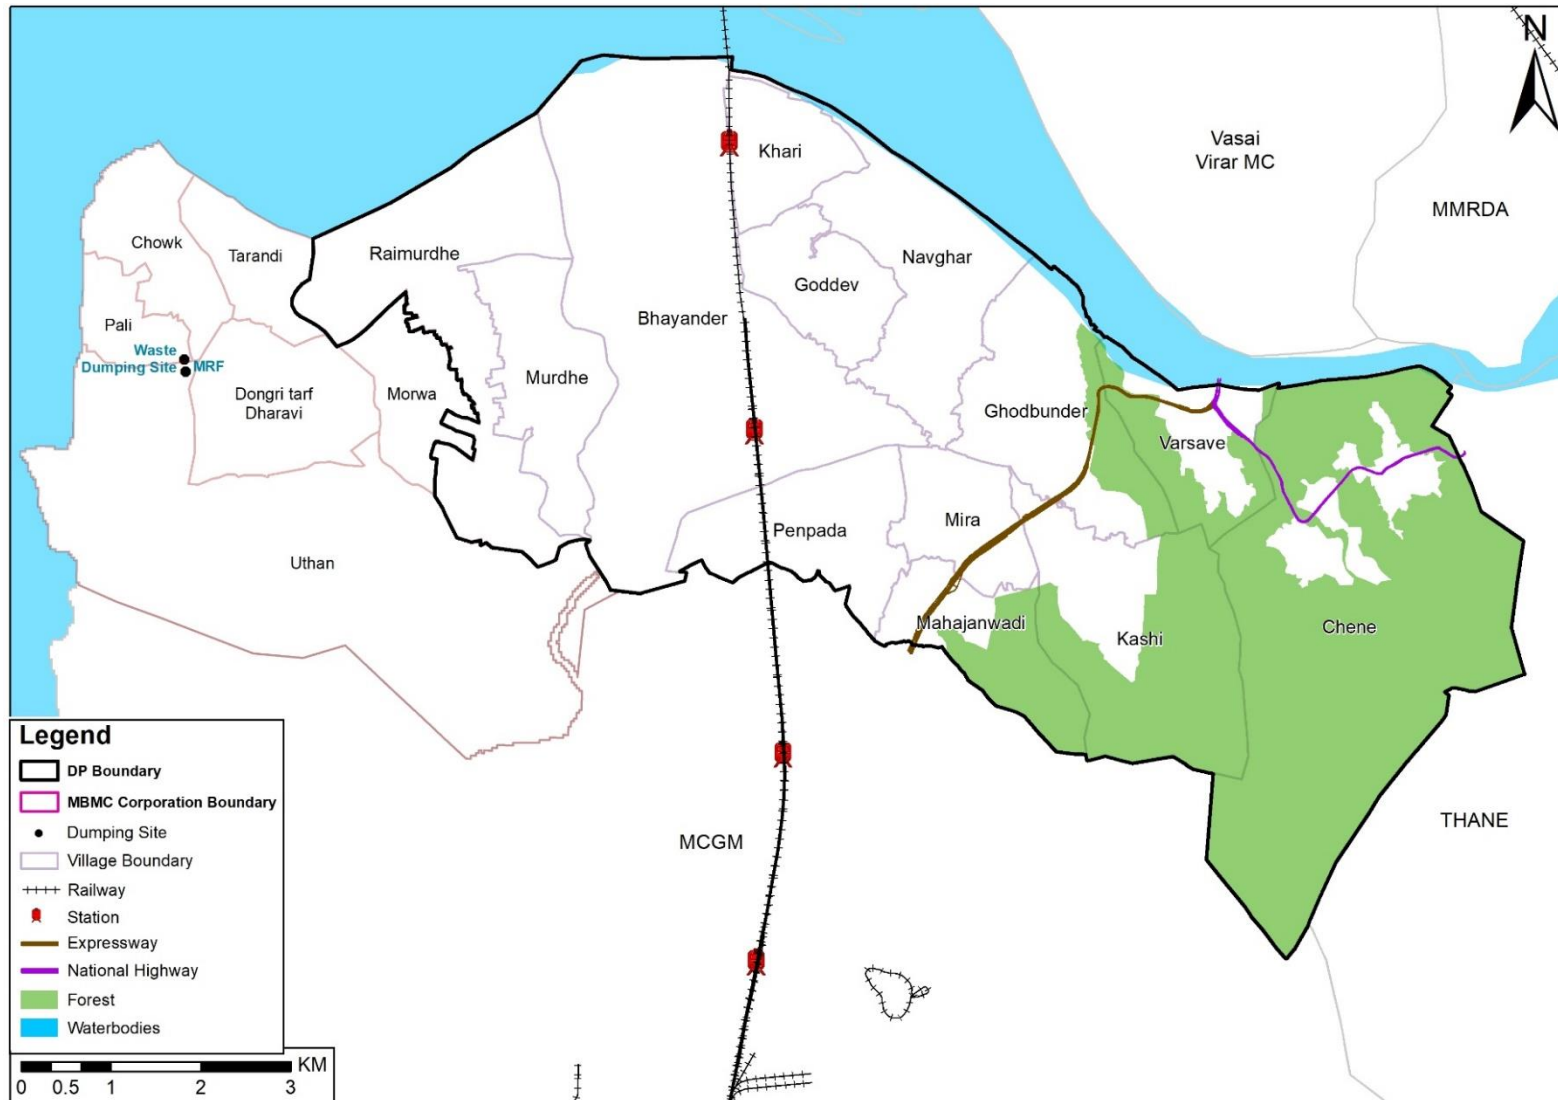 N
Vasai
Virar MC
MMRDA
Khari
Chowk
Tarandi
Raimurdhe
Navghar
Goddev
Pali
Bhayander
Waste
Dumping Site
MRF
Murdhe
Dongri tarf
Dharavi
Morwa
Ghodbunder
Varsave
Mira
Penpada
Uthan
Mahajanwadi
Kashi
Chene
MCGM
THANE
Legend
DP Boundary
MBMC Corporation Boundary
Dumping Site
Village Boundary
Railway
Station
Expressway
National Highway
Forest
Waterbodies
KM
0 0.5 1 2 3